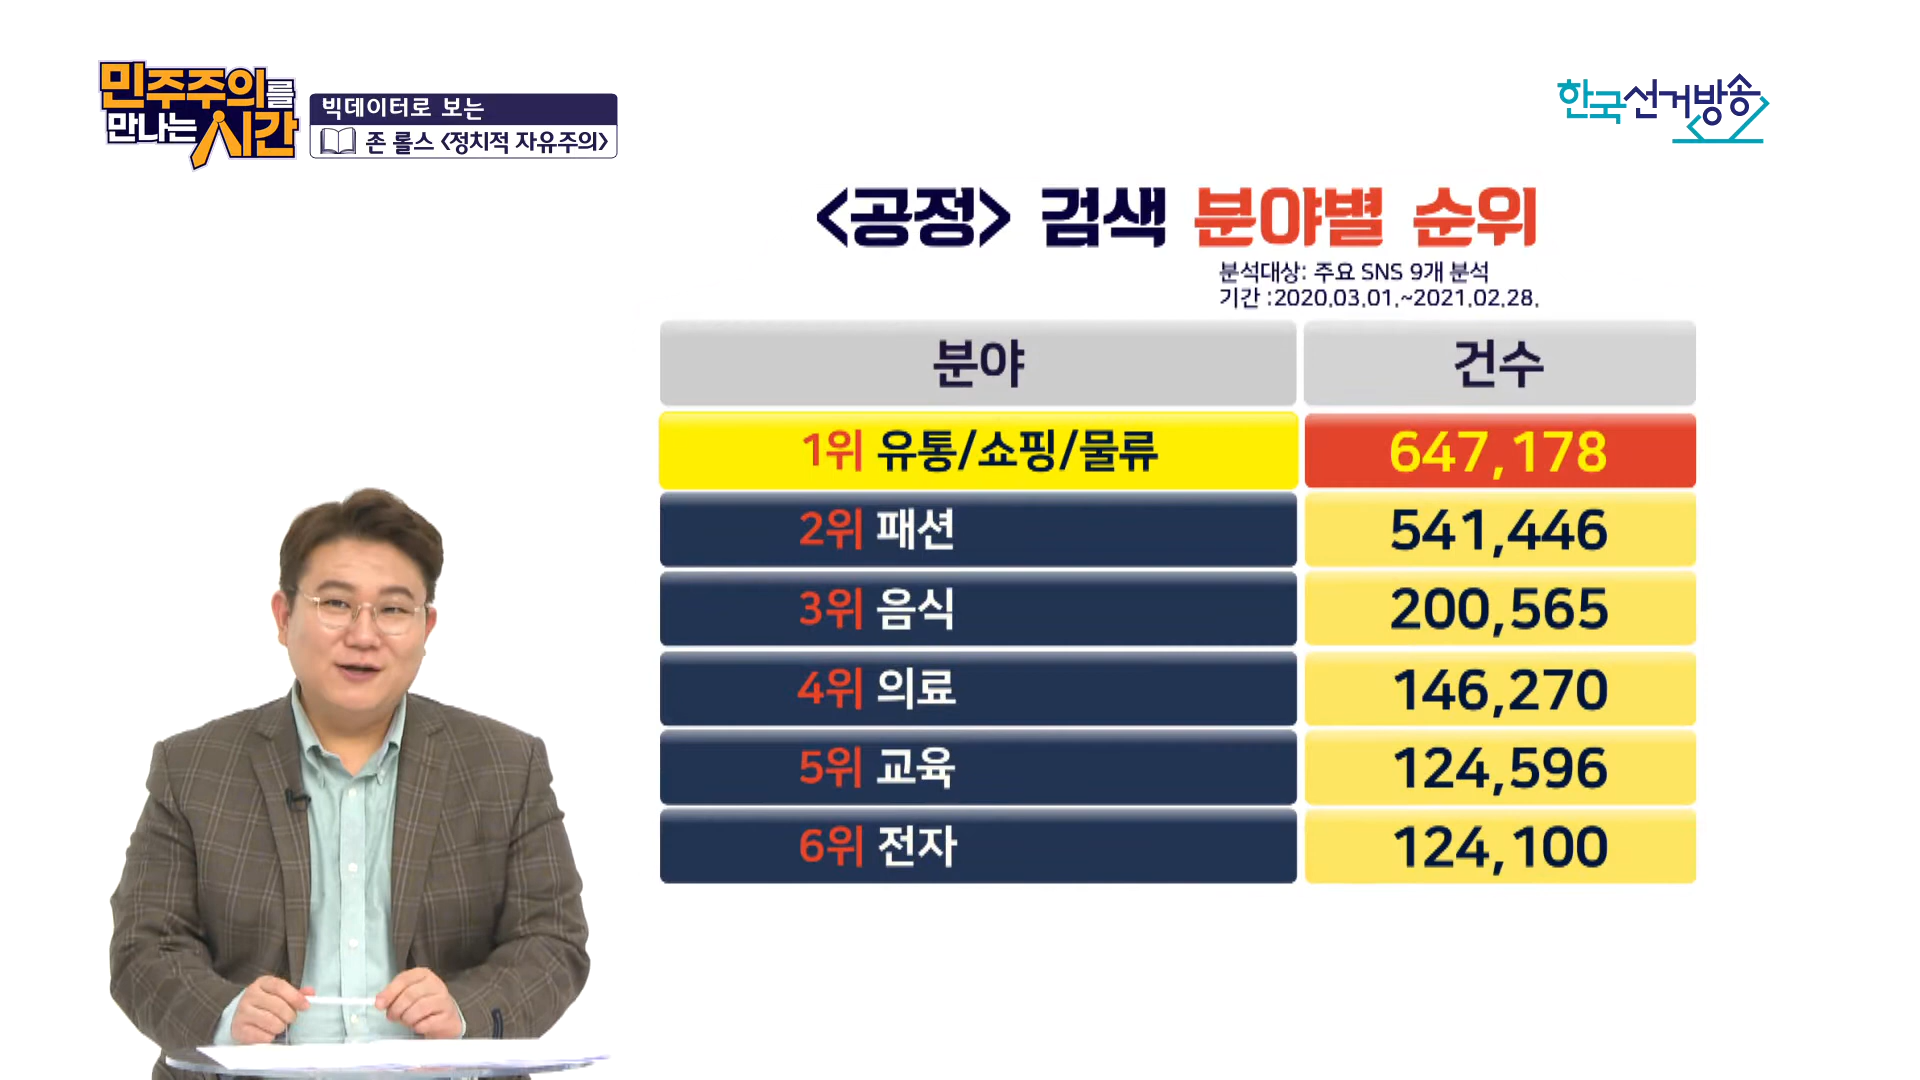 민주주의를
만나는 시간
빅데이터로 보는
존 롤스 <정치적 자유주의>
한국선거방송
<공정> 검색 분야별 순위
분석대상: 주요 SNS 9개 분석
기간 :2020.03.01.~2021.02.28.
분야 건수
1위 유통/쇼핑/물류 647,178
2위 패션 541,446
3위 음식 200,565
4위 의료 146,270
5위 교육 124,596
6위 전자 124,100